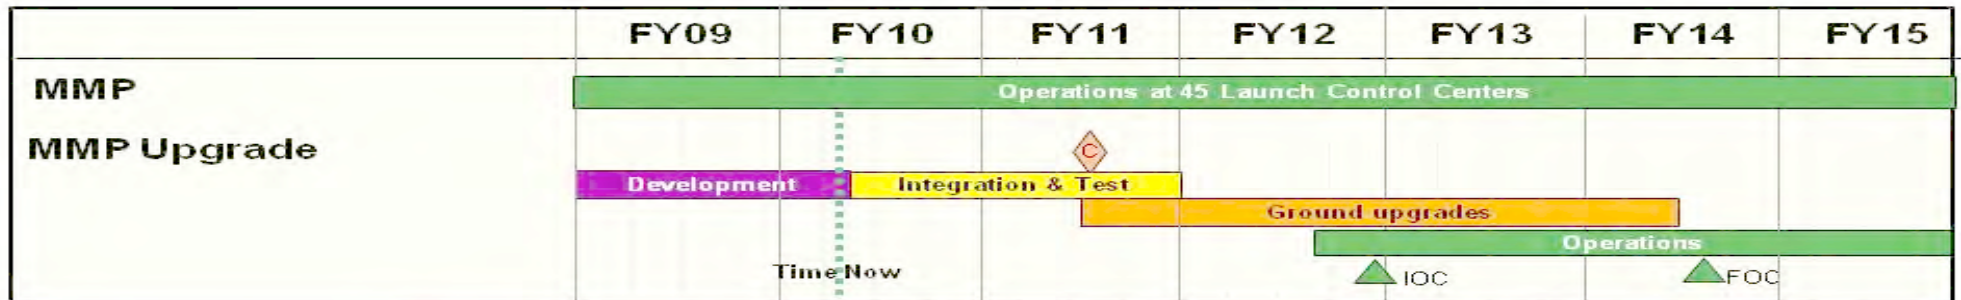 FY09 FY10 FY11 FY12 FY13 FY14 FY15
MMP
Operations at 45 Launch Control Centers
MMP Upgrade
C
Development
Integration & Test
Ground upgrades
Operations
Time Now
IOC
FOC